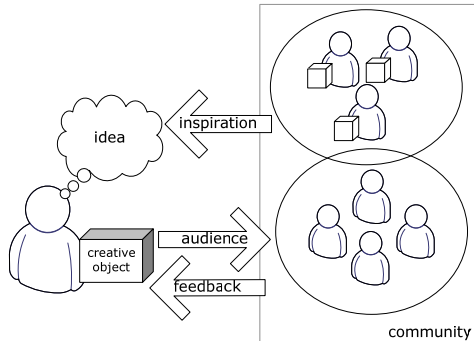 idea
inspiration
creative
object
audience
feedback
community